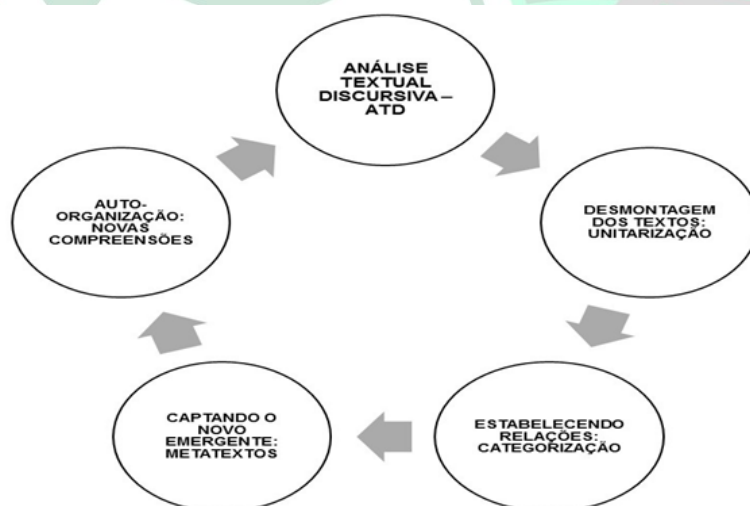 ANÁLISE
TEXTUAL
DISCURSIVA –
ATD
DESMONTAGEM
DOS TEXTOS:
UNITARIZAÇÃO
ESTABELECENDO
RELAÇÕES:
CATEGORIZAÇÃO
CAPTANDO O
NOVO
EMERGENTE:
METATEXTOS
AUTO-
ORGANIZAÇÃO:
NOVAS
COMPREENSÕES